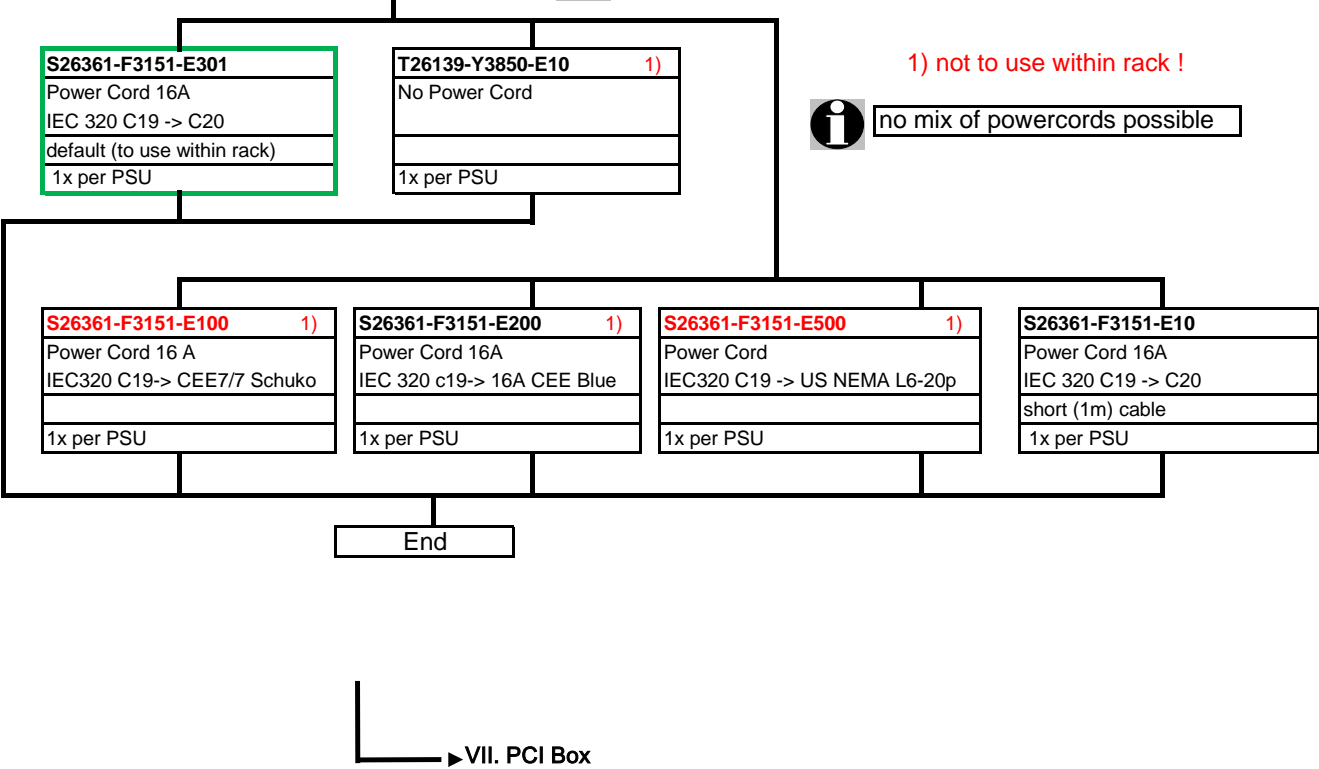 S26361-F3151-E301
Power Cord 16A
IEC 320 C19 -> C20
default (to use within rack)
1x per PSU
T26139-Y3850-E10 1)
No Power Cord
1x per PSU
1) not to use within rack !
no mix of powercords possible
S26361-F3151-E100 1)
Power Cord 16 A
IEC320 C19-> CEE7/7 Schuko
1x per PSU
S26361-F3151-E200 1)
Power Cord 16A
IEC 320 c19-> 16A CEE Blue
1x per PSU
S26361-F3151-E500 1)
Power Cord
IEC320 C19 -> US NEMA L6-20p
1x per PSU
S26361-F3151-E10
Power Cord 16A
IEC 320 C19 -> C20
short (1m) cable
1x per PSU
End
VII. PCI Box